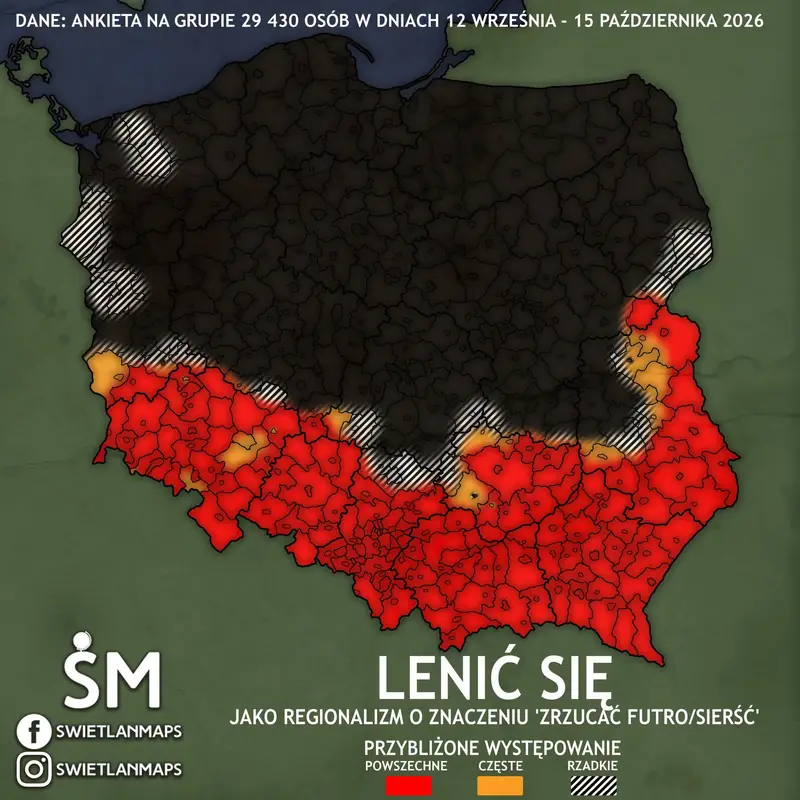 DANE: ANKIETA NA GRUPIE 29 430 OSÓB W DNIACH 12 WRZEŚNIA - 15 PAŹDZIERNIKA 2026
ŚM
SWIETLANMAPS
SWIETLANMAPS
LENIĆ SIĘ
JAKO REGIONALIZM O ZNACZENIU 'ZRZUCAĆ FUTRO/SIERŚĆ'
PRZYBLIŻONE WYSTĘPOWANIE
POWSZECHNE CZĘSTE RZADKIE